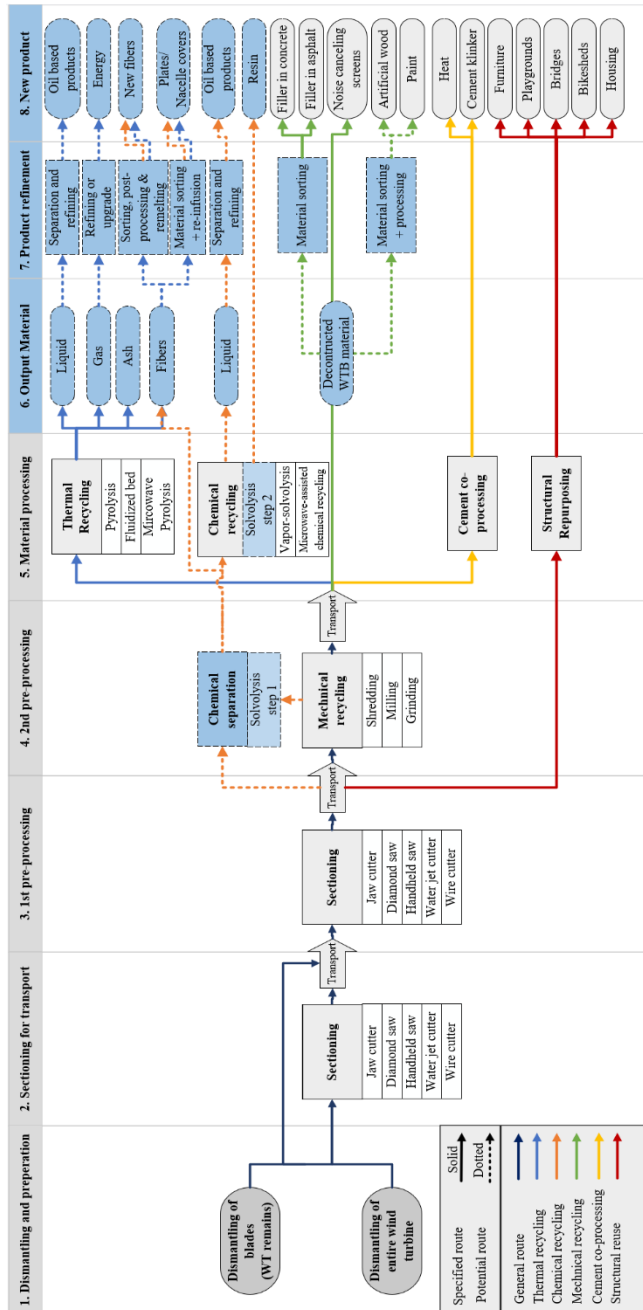 1. Dismantling and preperation
2. Sectioning for transport
3. 1st pre-processing
4. 2nd pre-processing
5. Material processing
6. Output Material
7. Product refinement
8. New product
Dismantling of
blades
(WT remains)
Dismantling of
entire wind
turbine
Sectioning
Jaw cutter
Diamond saw
Handheld saw
Water jet cutter
Wire cutter
Transport
Sectioning
Jaw cutter
Diamond saw
Handheld saw
Water jet cutter
Wire cutter
Transport
Chemical
separation
Solvolysis
step 1
Mechnical
recycling
Shredding
Milling
Grinding
Transport
Thermal
Recycling
Pyrolysis
Fluidized bed
Mircowave
Pyrolysis
Chemical
recycling
Solvolysis
step 2
Vapor-solvolysis
Microwave-assisted
chemical recycling
Cement co-
processing
Structural
Repurposing
Liquid
Gas
Ash
Fibers
Liquid
Decontructed
WTB material
Separation and
refining
Refining or
upgrade
Sorting, post-
processing &
remelting
Material sorting
+ re-infusion
Separation and
refining
Material sorting
Material sorting
+ processing
Oil based
products
Energy
New fibers
Plates/
Nacelle covers
Oil based
products
Resin
Filler in concrete
Filler in asphalt
Noise canceling
screens
Artificial wood
Paint
Heat
Cement klinker
Furniture
Playgrounds
Bridges
Bikesheds
Housing
Specified route
Solid
Potential route
Dotted
General route
Thermal recycling
Chemical recycling
Mechnical recycling
Cement co-processing
Structural reuse